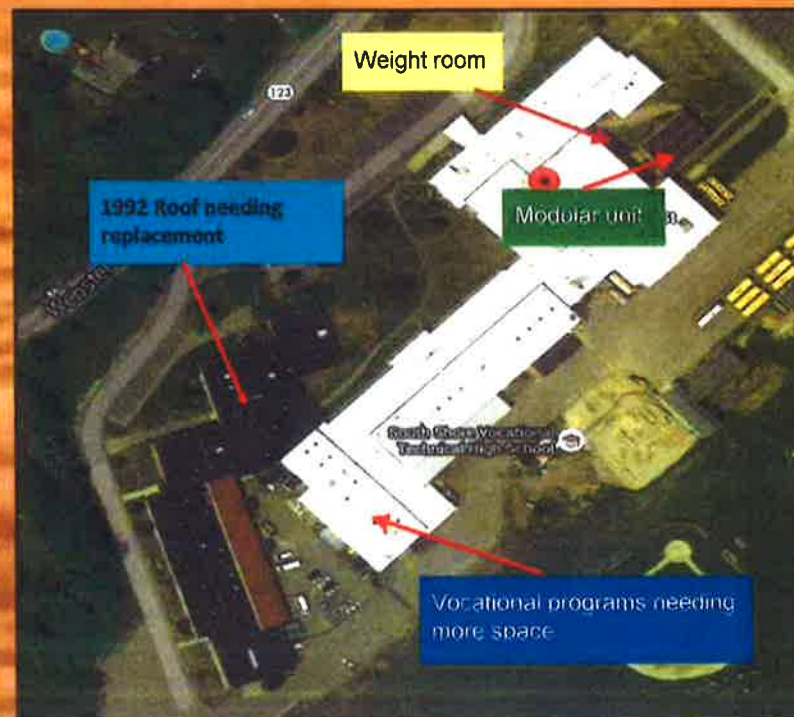 Weight room
123
1992 Roof needing
replacement
Modular unit
South Shore Vocational
Technical High School
Vocational programs needing
more space